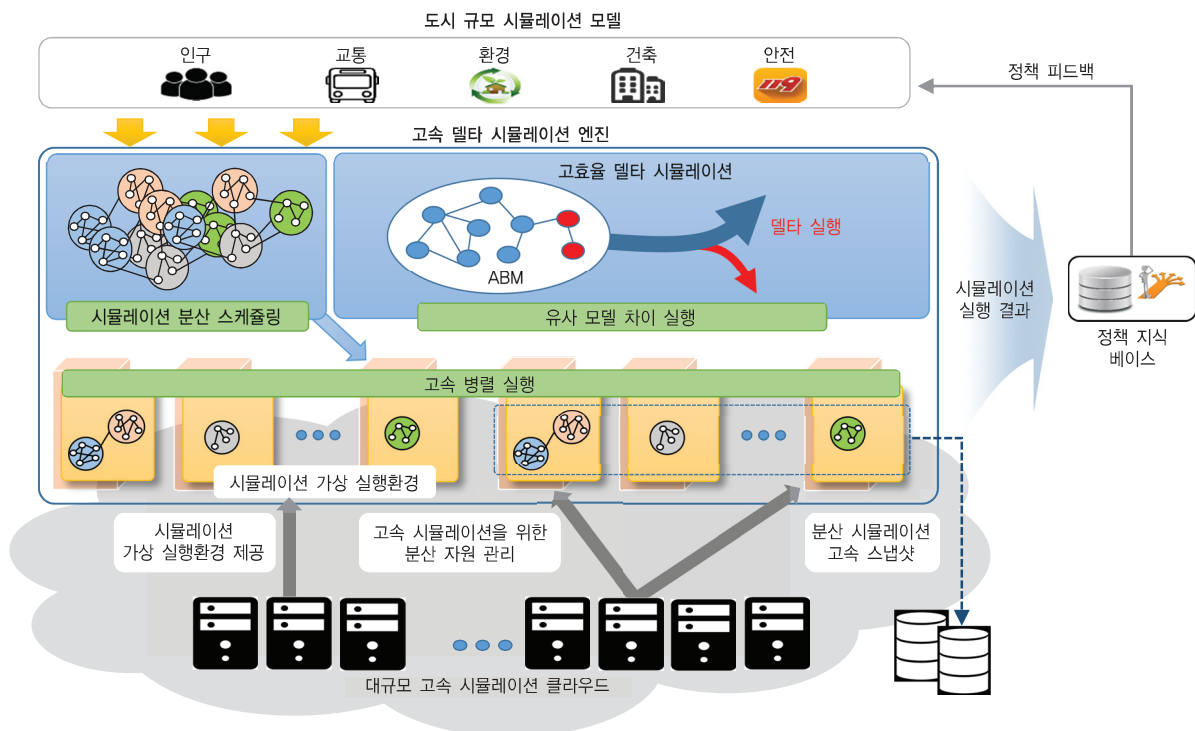 도시 규모 시뮬레이션 모델
인구
교통
환경
건축
안전
119
정책 피드백
고속 델타 시뮬레이션 엔진
고효율 델타 시뮬레이션
델타 실행
ABM
시뮬레이션 분산 스케쥴링
유사 모델 차이 실행
시뮬레이션
실행 결과
정책 지식
베이스
고속 병렬 실행
시뮬레이션 가상 실행환경
시뮬레이션
가상 실행환경 제공
고속 시뮬레이션을 위한
분산 자원 관리
분산 시뮬레이션
고속 스냅샷
대규모 고속 시뮬레이션 클라우드